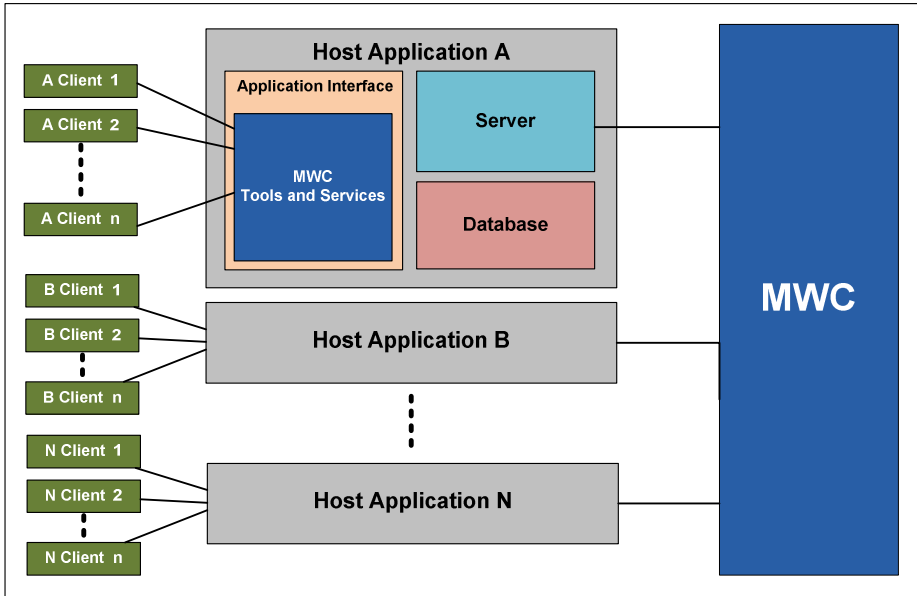 Host Application A
A Client 1
A Client 2
A Client n
Application Interface
MWC
Tools and Services
Server
Database
MWC
B Client 1
B Client 2
B Client n
Host Application B
N Client 1
N Client 2
N Client n
Host Application N